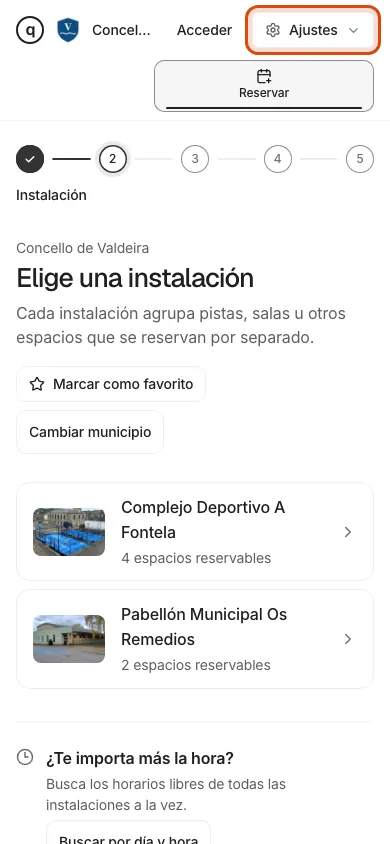 q
V
Concel...
Acceder
Ajustes
Reservar
2
3
4
5
Instalación
Concello de Valdeira
Elige una instalación
Cada instalación agrupa pistas, salas u otros
espacios que se reservan por separado.
Marcar como favorito
Cambiar municipio
Complejo Deportivo A
Fontela
4 espacios reservables
Pabellón Municipal Os
Remedios
2 espacios reservables
¿Te importa más la hora?
Busca los horarios libres de todas las
instalaciones a la vez.
Buscar por día y hora